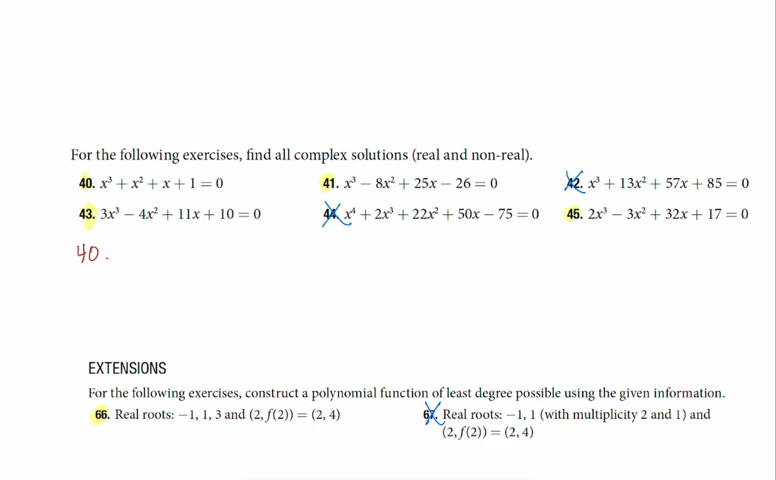 For the following exercises, find all complex solutions (real and non-real).
40. x³ + x² + x + 1 = 0 41. x³ − 8x² + 25x − 26 = 0 42. x³ + 13x² + 57x + 85 = 0
43. 3x³ − 4x² + 11x + 10 = 0 44. x⁴ + 2x³ + 22x² + 50x − 75 = 0 45. 2x³ − 3x² + 32x + 17 = 0
40.
EXTENSIONS
For the following exercises, construct a polynomial function of least degree possible using the given information.
66. Real roots: −1, 1, 3 and (2, f(2)) = (2, 4) 67. Real roots: −1, 1 (with multiplicity 2 and 1) and
(2, f(2)) = (2, 4)